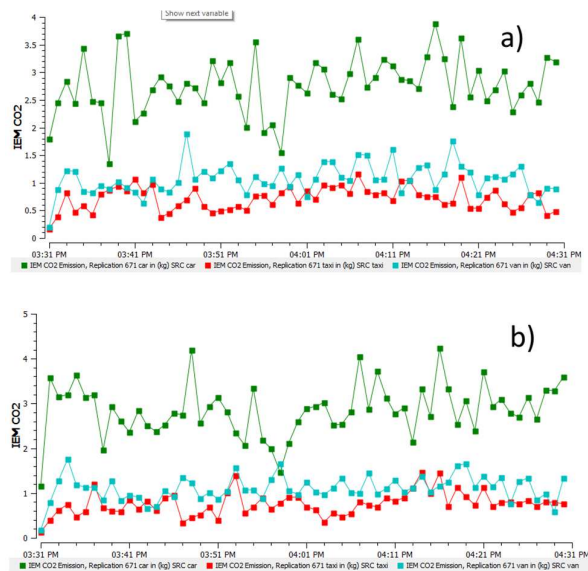 Show next variable
a)
4
3.5
3
2.5
2
1.5
1
0.5
0
IEM CO2
03:31 PM 03:41 PM 03:51 PM 04:01 PM 04:11 PM 04:21 PM 04:31 PM
IEM CO2 Emission, Replication 671 car in (kg) SRC car IEM CO2 Emission, Replication 671 taxi in (kg) SRC taxi IEM CO2 Emission, Replication 671 van in (kg) SRC van
b)
5
4
3
2
1
0
IEM CO2
03:31 PM 03:41 PM 03:51 PM 04:01 PM 04:11 PM 04:21 PM 04:31 PM
IEM CO2 Emission, Replication 671 car in (kg) SRC car IEM CO2 Emission, Replication 671 taxi in (kg) SRC taxi IEM CO2 Emission, Replication 671 van in (kg) SRC van